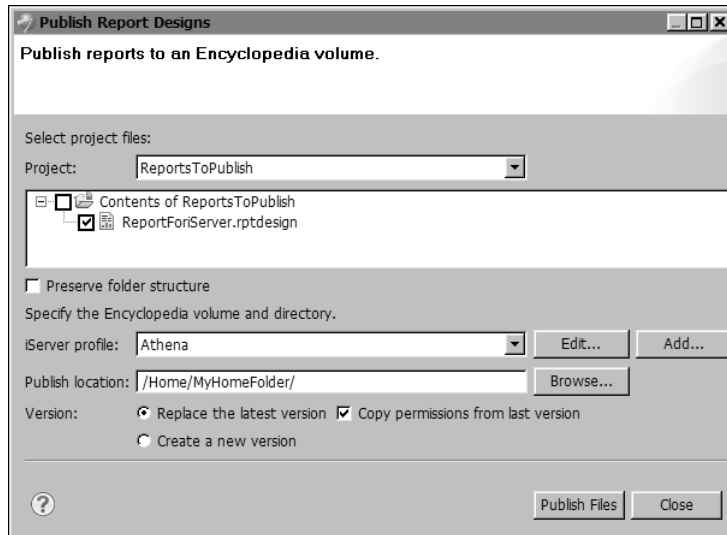 Publish Report Designs
Publish reports to an Encyclopedia volume.
Select project files:
Project: ReportsToPublish
Contents of ReportsToPublish
ReportForiServer.rptdesign
Preserve folder structure
Specify the Encyclopedia volume and directory.
iServer profile: Athena Edit... Add...
Publish location: /Home/MyHomeFolder/ Browse...
Version: Replace the latest version Copy permissions from last version
Create a new version
? Publish Files Close